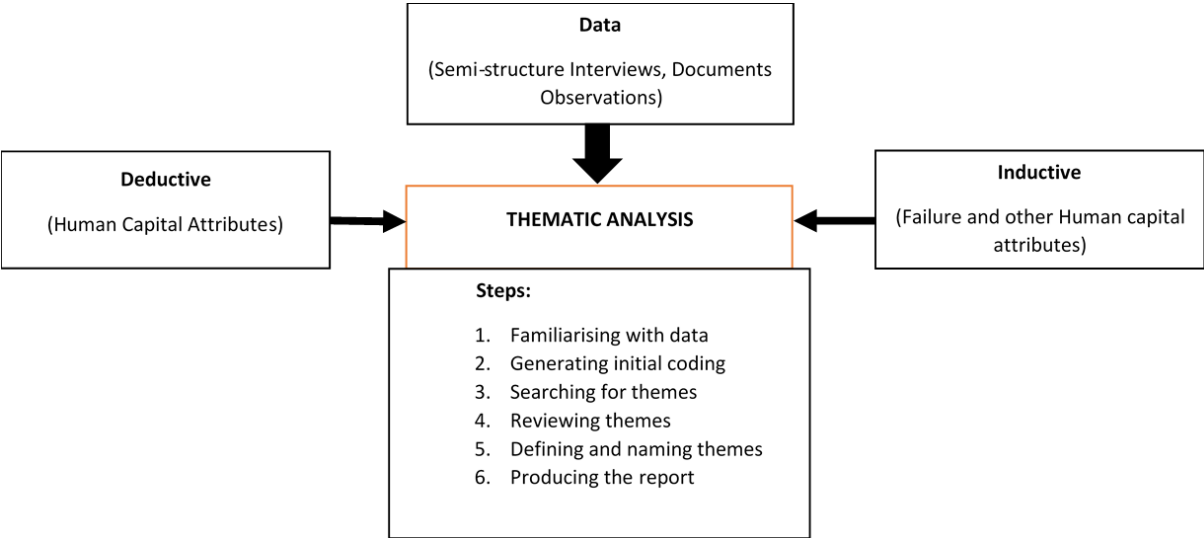 Data
(Semi-structure Interviews, Documents
Observations)
Deductive
(Human Capital Attributes)
THEMATIC ANALYSIS
Inductive
(Failure and other Human capital
attributes)
Steps:
1. Familiarising with data
2. Generating initial coding
3. Searching for themes
4. Reviewing themes
5. Defining and naming themes
6. Producing the report